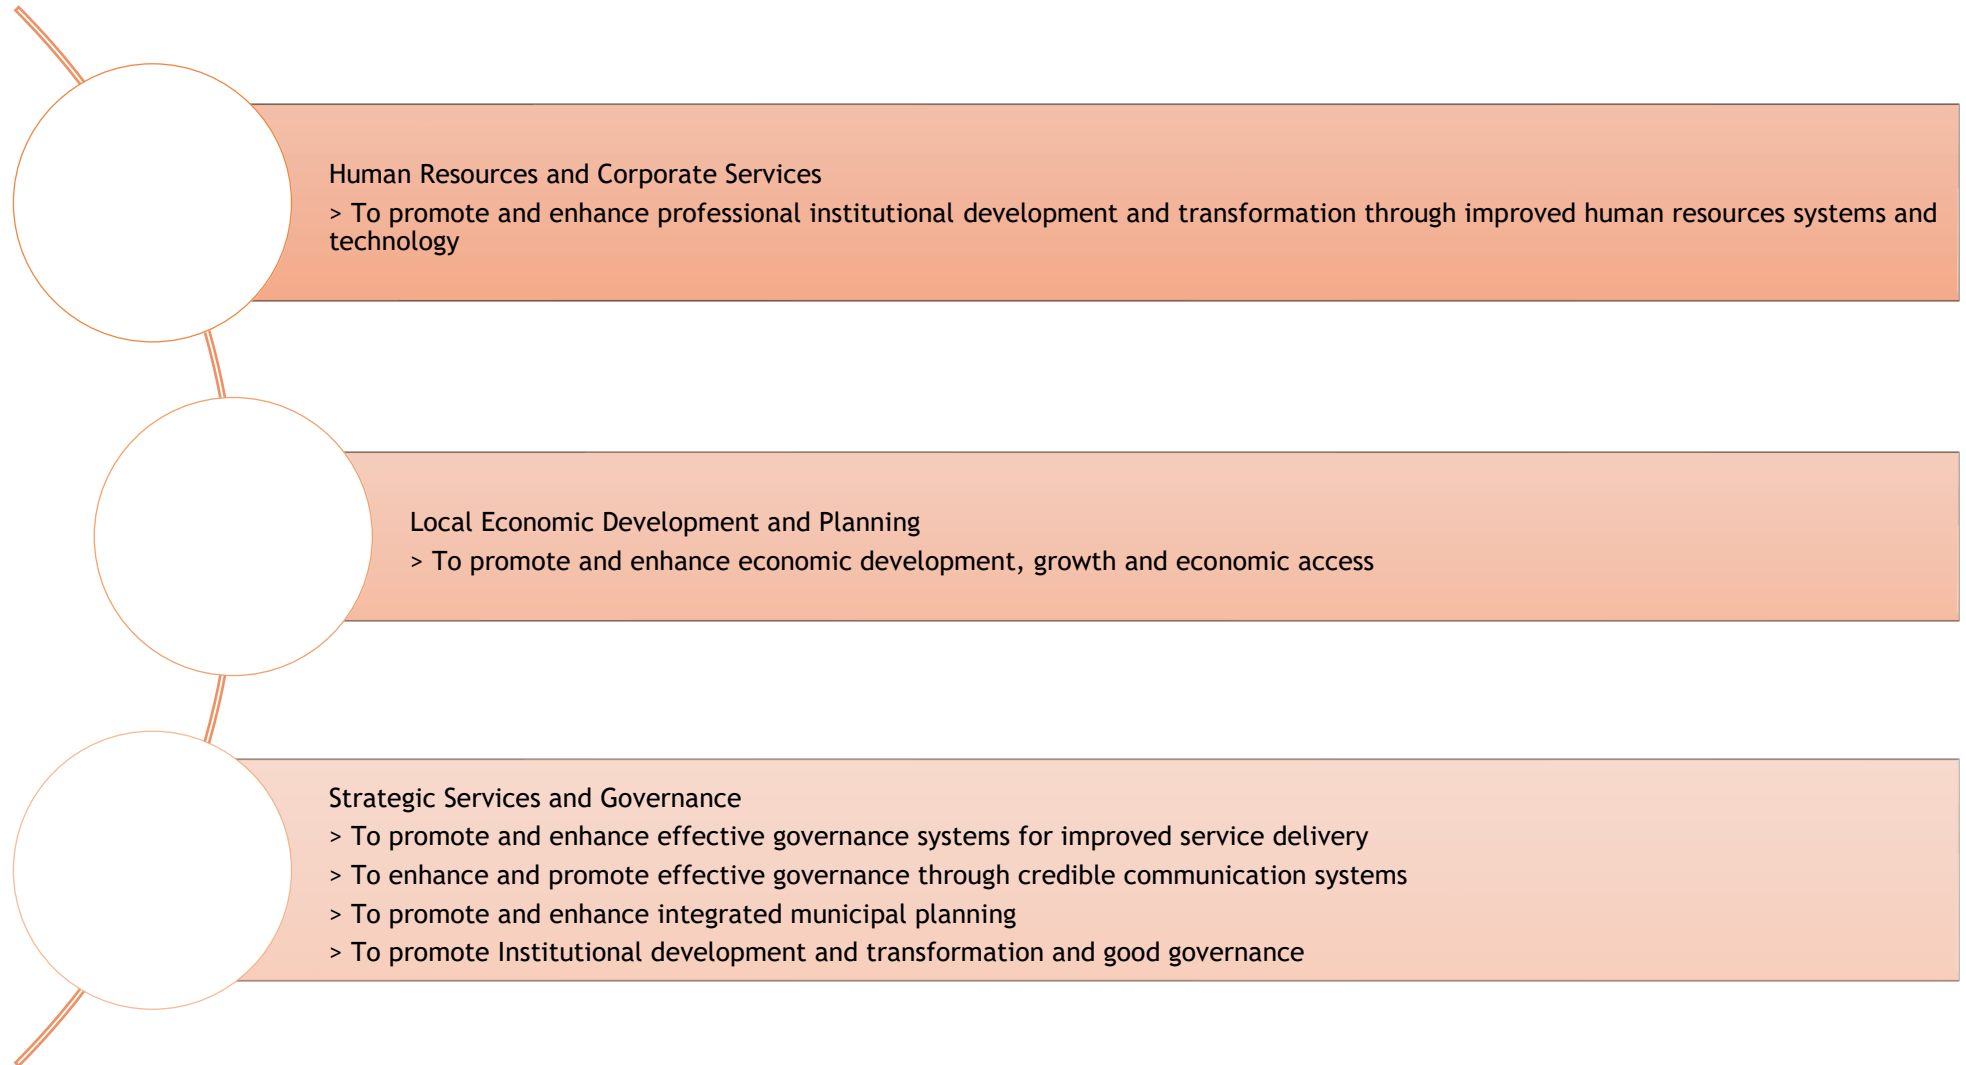 Human Resources and Corporate Services
> To promote and enhance professional institutional development and transformation through improved human resources systems and
technology
Local Economic Development and Planning
> To promote and enhance economic development, growth and economic access
Strategic Services and Governance
> To promote and enhance effective governance systems for improved service delivery
> To enhance and promote effective governance through credible communication systems
> To promote and enhance integrated municipal planning
> To promote Institutional development and transformation and good governance